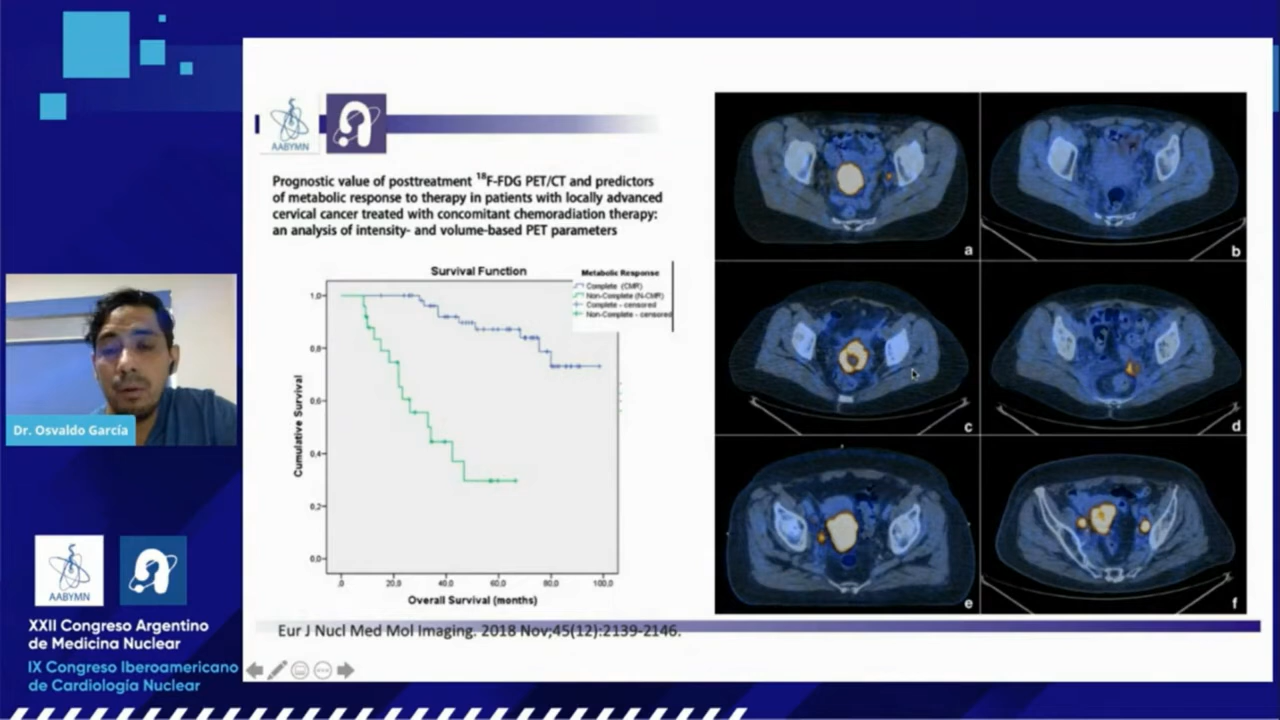 AABYMN
Prognostic value of posttreatment 18F-FDG PET/CT and predictors
of metabolic response to therapy in patients with locally advanced
cervical cancer treated with concomitant chemoradiation therapy:
an analysis of intensity- and volume-based PET parameters
Survival Function
Metabolic Response
Complete (CMR)
Non-Complete (N-CMR)
Complete - censored
Non-Complete - censored
1,0
0,8
0,6
0,4
0,2
0,0
Cumulative Survival
,0
20,0
40,0
60,0
80,0
100,0
Overall Survival (months)
a
b
c
d
e
f
Eur J Nucl Med Mol Imaging. 2018 Nov;45(12):2139-2146.
Dr. Osvaldo García
AABYMN
XXII Congreso Argentino
de Medicina Nuclear
IX Congreso Iberoamericano
de Cardiología Nuclear